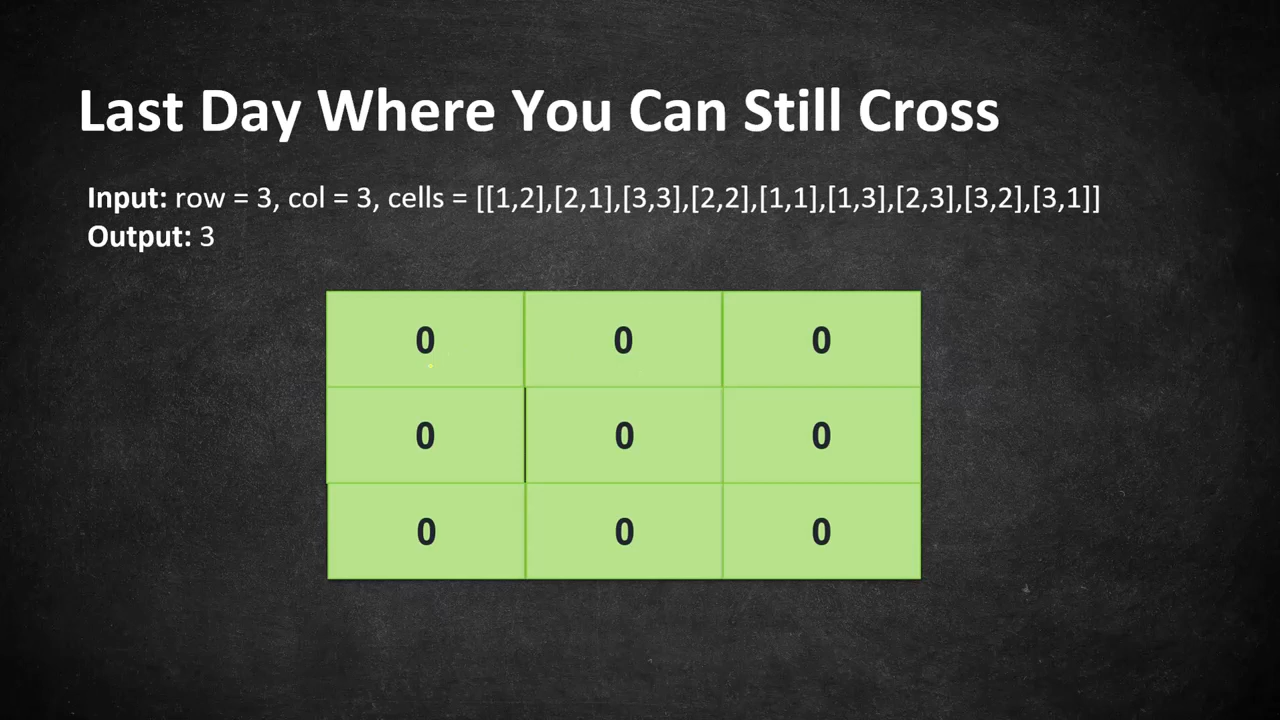 Last Day Where You Can Still Cross
Input: row = 3, col = 3, cells = [[1,2],[2,1],[3,3],[2,2],[1,1],[1,3],[2,3],[3,2],[3,1]]
Output: 3
0 0 0
0 0 0
0 0 0